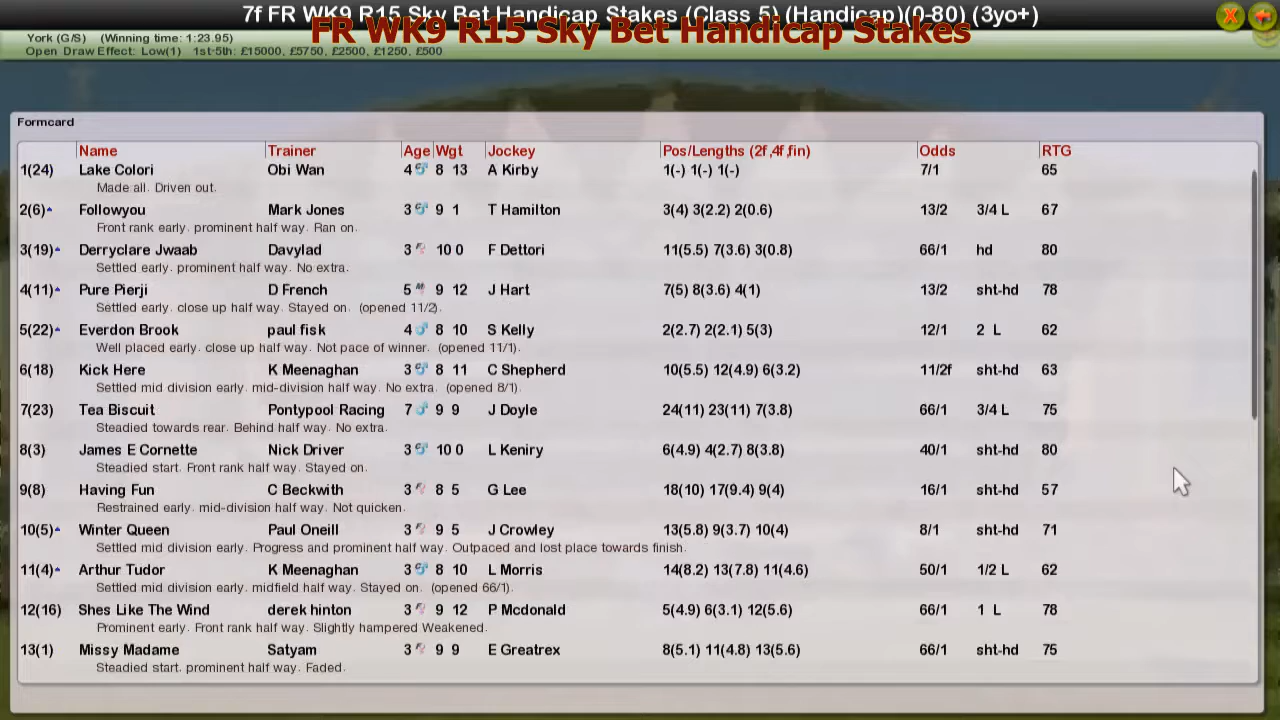 7f FR WK9 R15 Sky Bet Handicap Stakes (Class 5) (Handicap)(0-80) (3yo+)
FR WK9 R15 Sky Bet Handicap Stakes
York (G/S) (Winning time: 1:23.95)
Open Draw Effect: Low(1) 1st-5th: £15000, £5750, £2500, £1250, £500
Formcard
Name Trainer Age Wgt Jockey Pos/Lengths (2f,4f,fin) Odds RTG
1(24) Lake Colori Obi Wan 4 8 13 A Kirby 1(-) 1(-) 1(-) 7/1 65
Made all. Driven out.
2(6) Followyou Mark Jones 3 9 1 T Hamilton 3(4) 3(2.2) 2(0.6) 13/2 3/4 L 67
Front rank early. prominent half way. Ran on.
3(19) Derryclare Jwaab Davylad 3 10 0 F Dettori 11(5.5) 7(3.6) 3(0.8) 66/1 hd 80
Settled early. prominent half way. No extra.
4(11) Pure Pierji D French 5 9 12 J Hart 7(5) 8(3.6) 4(1) 13/2 sht-hd 78
Settled early. close up half way. Stayed on. (opened 11/2).
5(22) Everdon Brook paul fisk 4 8 10 S Kelly 2(2.7) 2(2.1) 5(3) 12/1 2 L 62
Well placed early. close up half way. Not pace of winner. (opened 11/1).
6(18) Kick Here K Meenaghan 3 8 11 C Shepherd 10(5.5) 12(4.9) 6(3.2) 11/2f sht-hd 63
Settled mid division early. mid-division half way. No extra. (opened 8/1).
7(23) Tea Biscuit Pontypool Racing 7 9 9 J Doyle 24(11) 23(11) 7(3.8) 66/1 3/4 L 75
Steadied towards rear. Behind half way. No extra.
8(3) James E Cornette Nick Driver 3 10 0 L Keniry 6(4.9) 4(2.7) 8(3.8) 40/1 sht-hd 80
Steadied start. Front rank half way. Stayed on.
9(8) Having Fun C Beckwith 3 8 5 G Lee 18(10) 17(9.4) 9(4) 16/1 sht-hd 57
Restrained early. mid-division half way. Not quicken.
10(5) Winter Queen Paul Oneill 3 9 5 J Crowley 13(5.8) 9(3.7) 10(4) 8/1 sht-hd 71
Settled mid division early. Progress and prominent half way. Outpaced and lost place towards finish.
11(4) Arthur Tudor K Meenaghan 3 8 10 L Morris 14(8.2) 13(7.8) 11(4.6) 50/1 1/2 L 62
Settled mid division early. midfield half way. Stayed on. (opened 66/1).
12(16) Shes Like The Wind derek hinton 3 9 12 P Mcdonald 5(4.9) 6(3.1) 12(5.6) 66/1 1 L 78
Prominent early. Front rank half way. Slightly hampered Weakened.
13(1) Missy Madame Satyam 3 9 9 E Greatrex 8(5.1) 11(4.8) 13(5.6) 66/1 sht-hd 75
Steadied start. prominent half way. Faded.